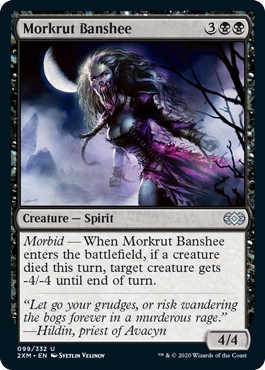 Morkrut Banshee 3
Creature — Spirit
Morbid — When Morkrut Banshee
enters the battlefield, if a creature
died this turn, target creature gets
-4/-4 until end of turn.
“Let go your grudges, or risk wandering
the bogs forever in a murderous rage.”
—Hildin, priest of Avacyn
4/4
099/332 U
2XM • EN Svetlin Velinov
™ & © 2020 Wizards of the Coast